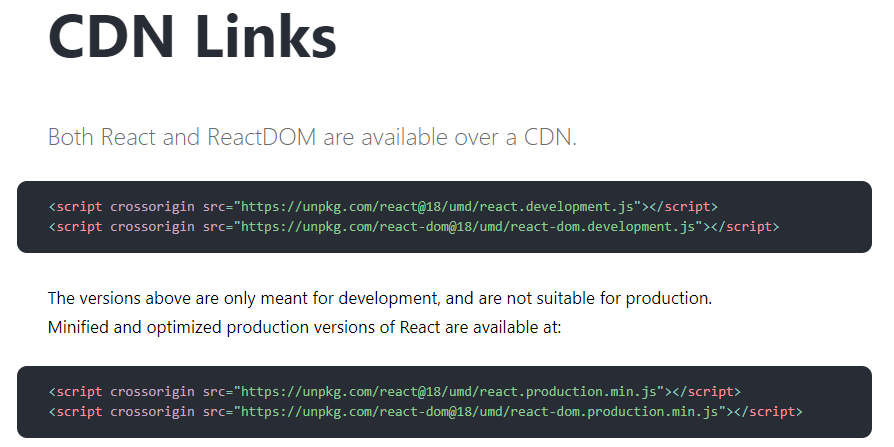 CDN Links
Both React and ReactDOM are available over a CDN.
<script crossorigin src="https://unpkg.com/react@18/umd/react.development.js"></script>
<script crossorigin src="https://unpkg.com/react-dom@18/umd/react-dom.development.js"></script>
The versions above are only meant for development, and are not suitable for production.
Minified and optimized production versions of React are available at:
<script crossorigin src="https://unpkg.com/react@18/umd/react.production.min.js"></script>
<script crossorigin src="https://unpkg.com/react-dom@18/umd/react-dom.production.min.js"></script>